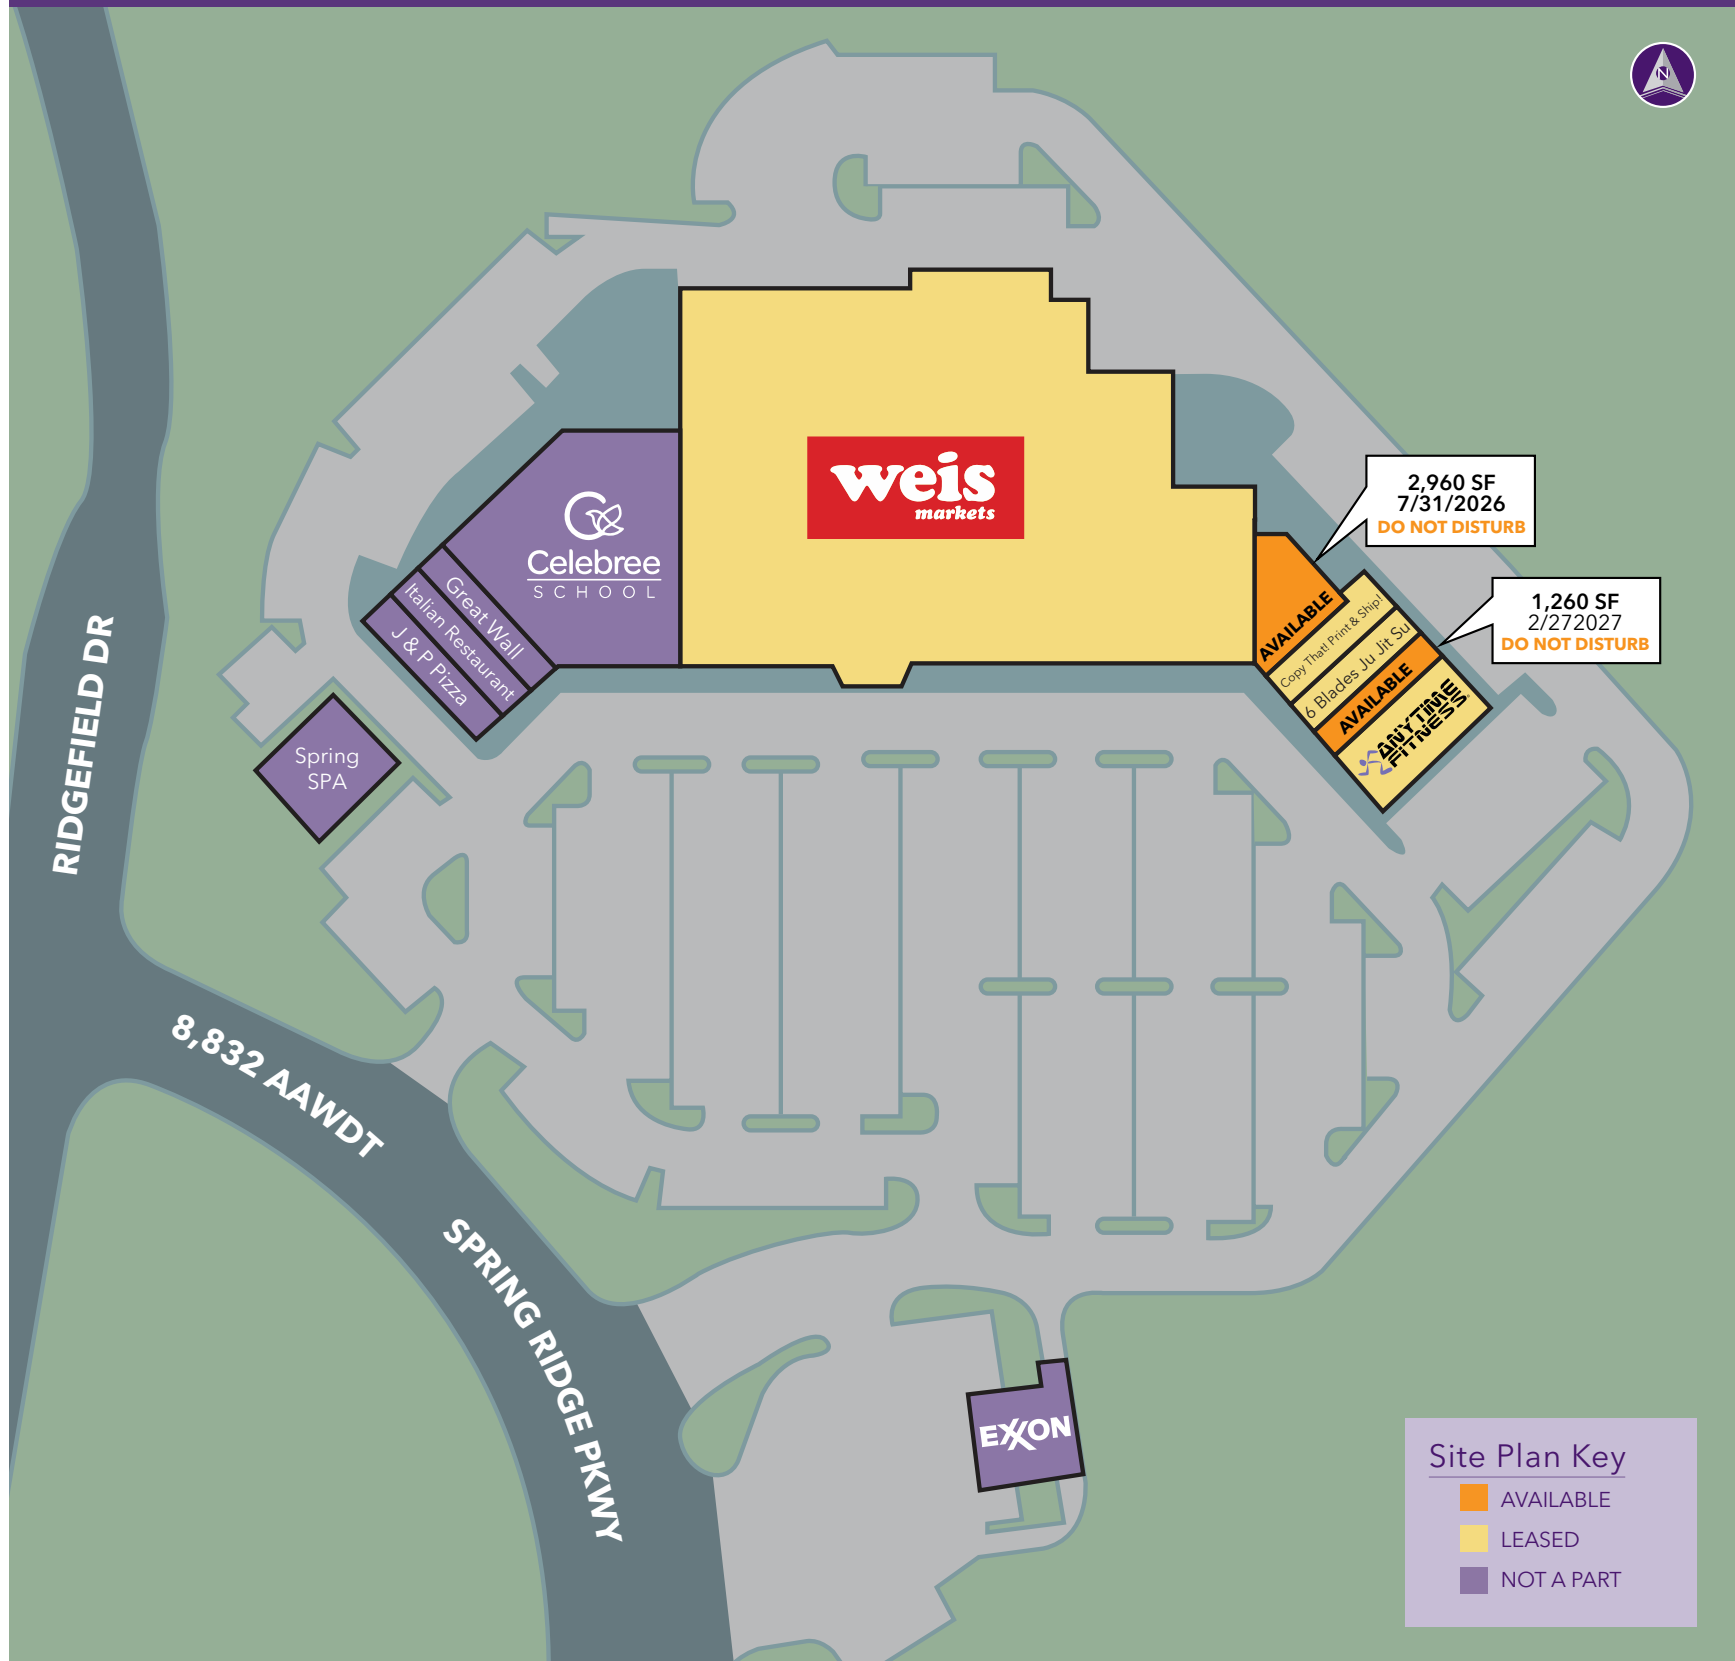 N
2,960 SF
7/31/2026
DO NOT DISTURB
1,260 SF
2/272027
DO NOT DISTURB
weis
markets
Celebree
SCHOOL
Great Wall
Italian Restaurant
J & P Pizza
Spring
SPA
AVAILABLE
Copy That! Print & Ship!
6 Blades Ju Jit Su
AVAILABLE
ANYTIME
FITNESS
RIDGEFIELD DR
8,832 AAWDT
SPRING RIDGE PKWY
EXXON
Site Plan Key
AVAILABLE
LEASED
NOT A PART